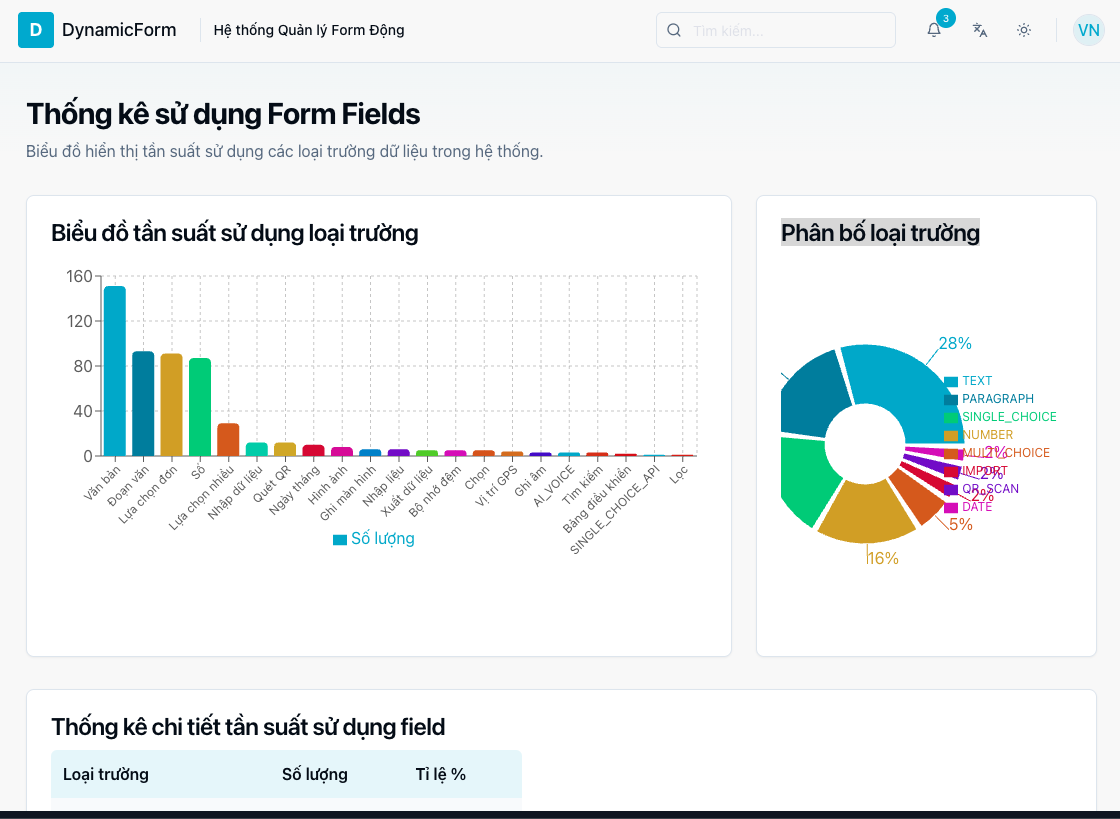 D DynamicForm Hệ thống Quản lý Form Động Tìm kiếm... 3 VN
Thống kê sử dụng Form Fields
Biểu đồ hiển thị tần suất sử dụng các loại trường dữ liệu trong hệ thống.
Biểu đồ tần suất sử dụng loại trường
160
120
80
40
0
Văn bản
Đoạn văn
Lựa chọn đơn
Số
Lựa chọn nhiều
Nhập dữ liệu
Quét QR
Ngày tháng
Hình ảnh
Ghi màn hình
Nhập liệu
Xuất dữ liệu
Bộ nhớ đệm
Chọn
Vị trí GPS
Ghi âm
AI_VOICE
Tìm kiếm
Bảng điều khiển
SINGLE_CHOICE_API
Lọc
Số lượng
Phân bố loại trường
28%
TEXT
PARAGRAPH
SINGLE_CHOICE
NUMBER
MULTI_CHOICE
2%
IMPORT
2%
QR_SCAN
2%
DATE
5%
16%
Thống kê chi tiết tần suất sử dụng field
Loại trường Số lượng Tỉ lệ %